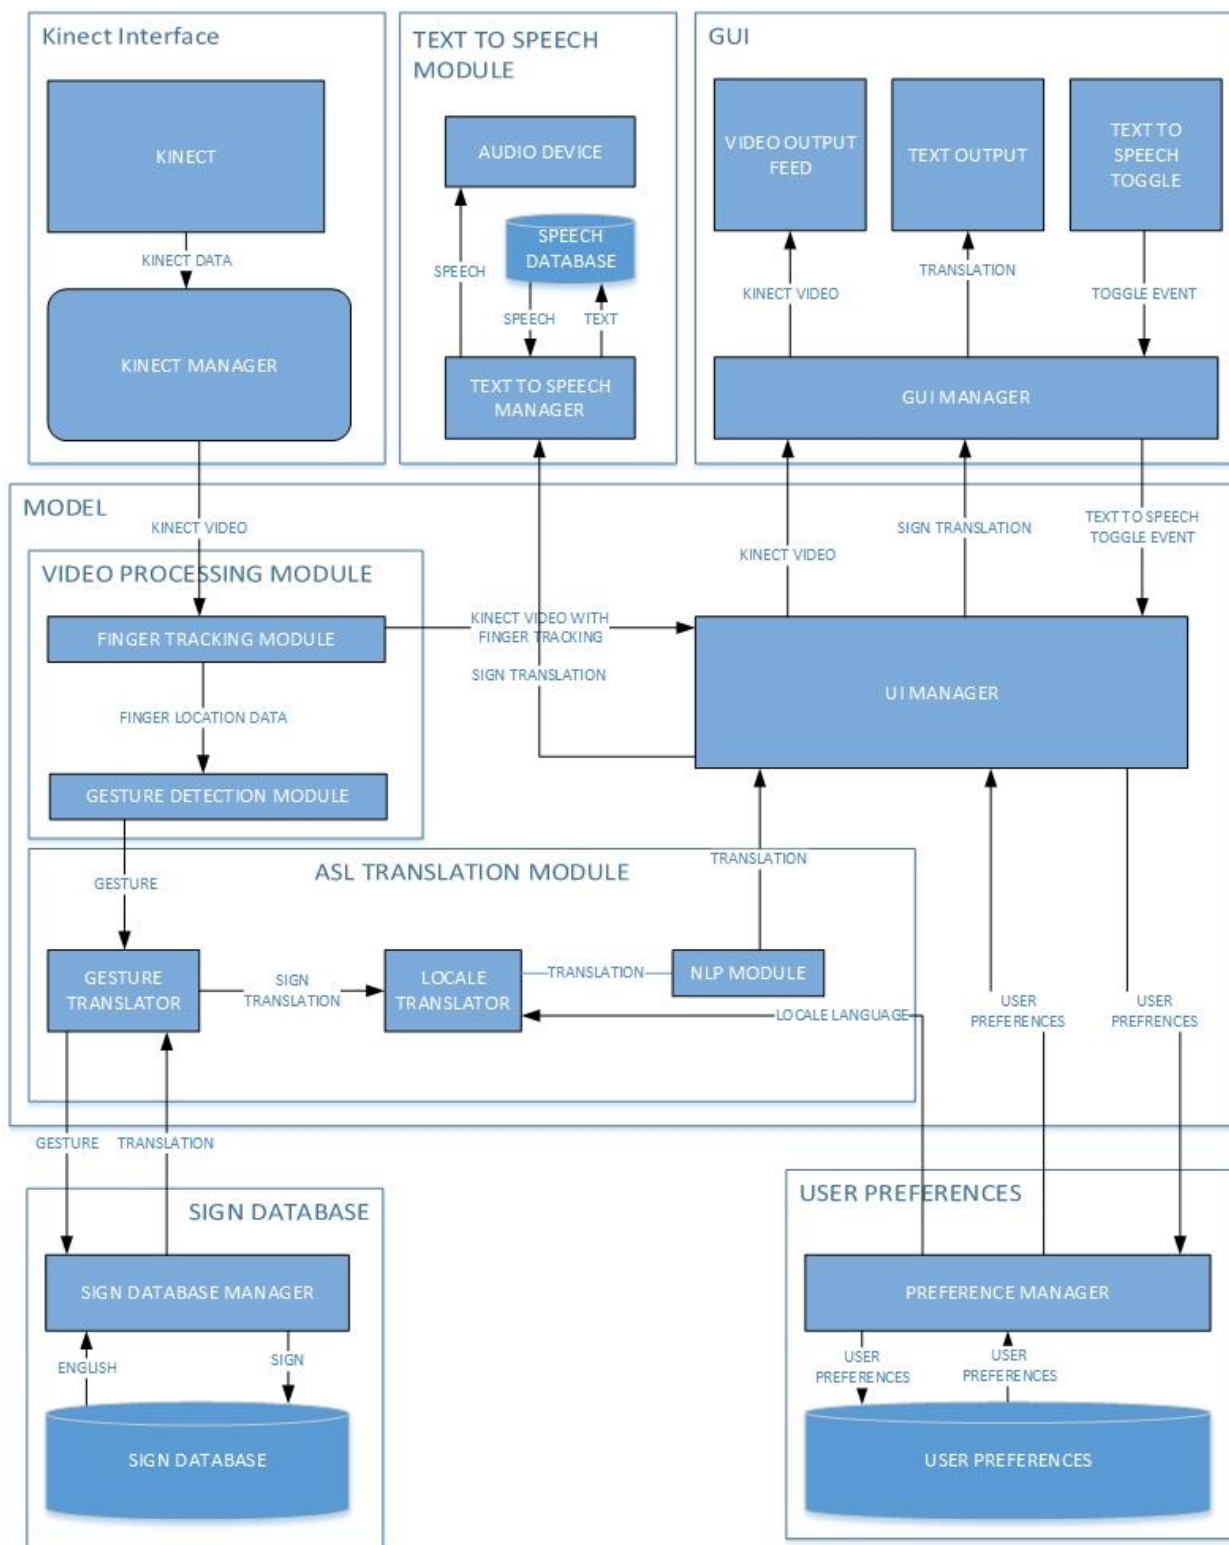 Kinect Interface
KINECT
KINECT DATA
KINECT MANAGER
TEXT TO SPEECH
MODULE
AUDIO DEVICE
SPEECH
DATABASE
SPEECH
SPEECH
TEXT
TEXT TO SPEECH
MANAGER
GUI
VIDEO OUTPUT
FEED
TEXT OUTPUT
TEXT TO
SPEECH
TOGGLE
KINECT VIDEO
TRANSLATION
TOGGLE EVENT
GUI MANAGER
MODEL
KINECT VIDEO
VIDEO PROCESSING MODULE
FINGER TRACKING MODULE
FINGER LOCATION DATA
GESTURE DETECTION MODULE
KINECT VIDEO WITH
FINGER TRACKING
SIGN TRANSLATION
KINECT VIDEO
SIGN TRANSLATION
TEXT TO SPEECH
TOGGLE EVENT
UI MANAGER
ASL TRANSLATION MODULE
GESTURE
GESTURE
TRANSLATOR
SIGN
TRANSLATION
LOCALE
TRANSLATOR
TRANSLATION
NLP MODULE
TRANSLATION
LOCALE LANGUAGE
USER
PREFERENCES
USER
PREFRENCES
GESTURE
TRANSLATION
SIGN DATABASE
SIGN DATABASE MANAGER
ENGLISH
SIGN
SIGN DATABASE
USER PREFERENCES
PREFERENCE MANAGER
USER
PREFERENCES
USER
PREFERENCES
USER PREFERENCES